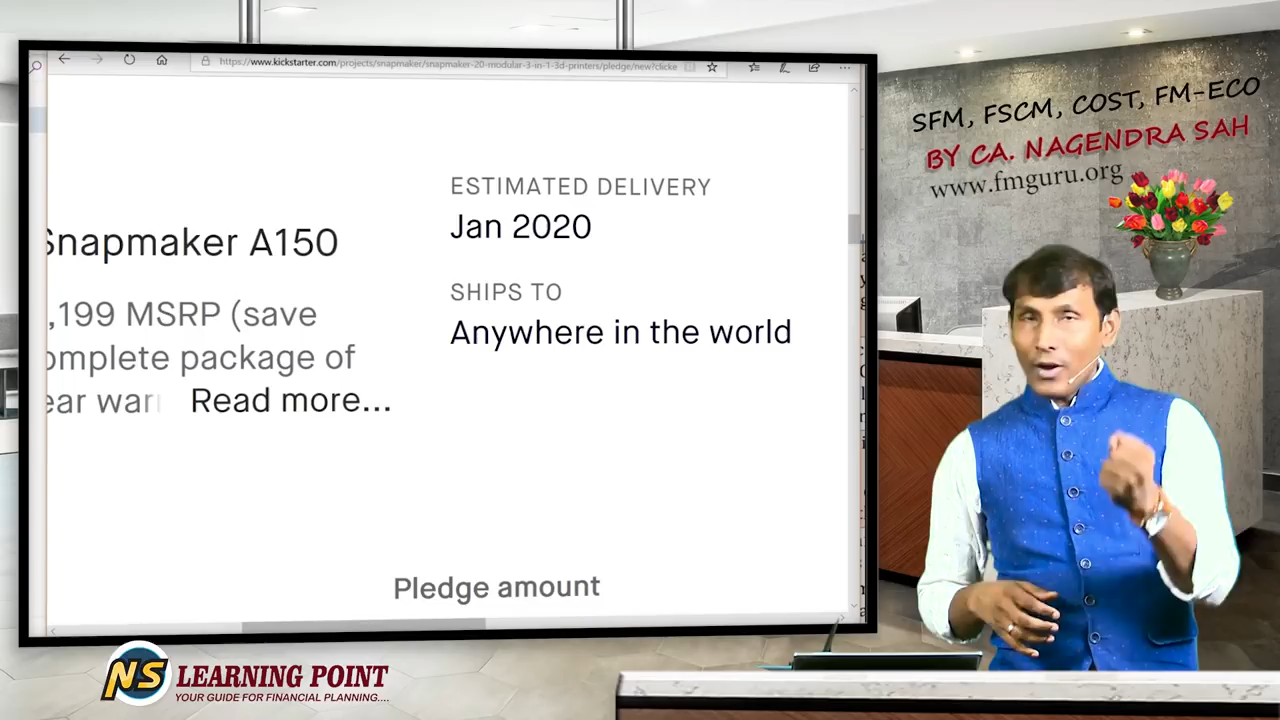 https://www.kickstarter.com/projects/snapmaker/snapmaker-20-modular-3-in-1-3d-printers/pledge/new?clicke
Snapmaker A150
,199 MSRP (save
omplete package of
ear warr
Read more...
ESTIMATED DELIVERY
Jan 2020
SHIPS TO
Anywhere in the world
Pledge amount
SFM, FSCM, COST, FM-ECO
BY CA. NAGENDRA SAH
www.fmguru.org
NS LEARNING POINT
YOUR GUIDE FOR FINANCIAL PLANNING....